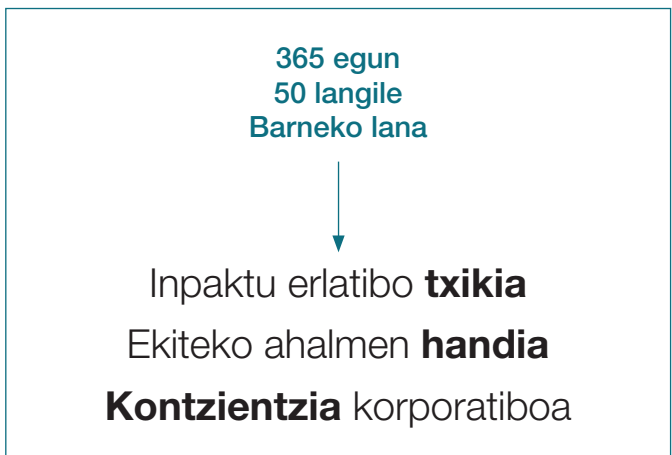 365 egun
50 langile
Barneko lana
Inpaktu erlatibo txikia
Ekiteko ahalmen handia
Kontzientzia korporatiboa